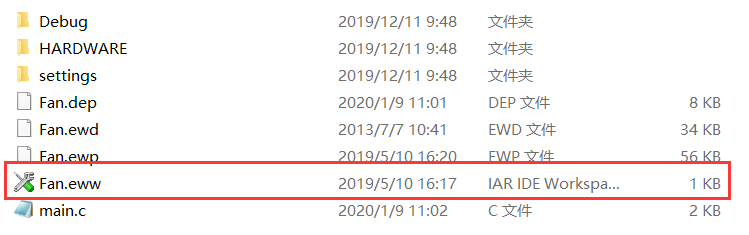 Debug 2019/12/11 9:48 文件夹
HARDWARE 2019/12/11 9:48 文件夹
settings 2019/12/11 9:48 文件夹
Fan.dep 2020/1/9 11:01 DEP 文件 8 KB
Fan.ewd 2013/7/7 10:41 EWD 文件 34 KB
Fan.ewp 2019/5/10 16:20 EWP 文件 56 KB
Fan.eww 2019/5/10 16:17 IAR IDE Workspa... 1 KB
main.c 2020/1/9 11:02 C 文件 2 KB